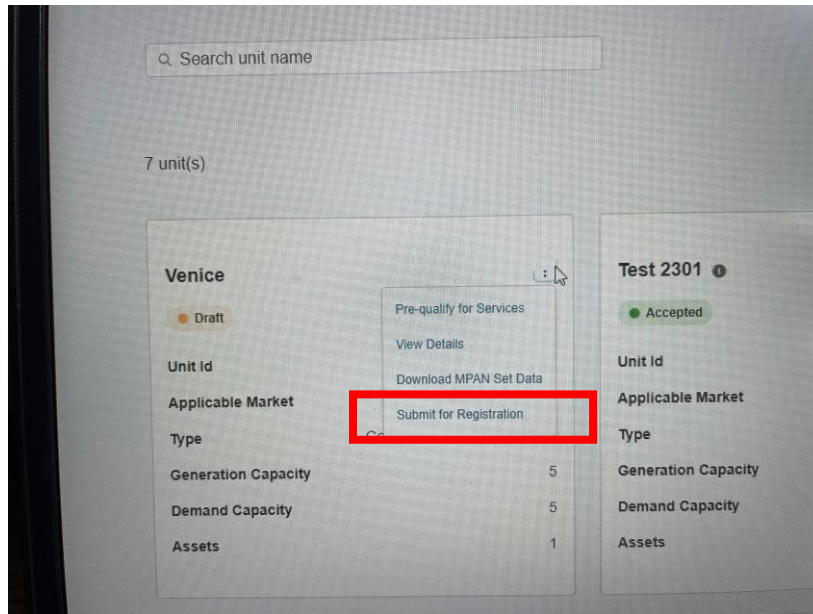 Search unit name
7 unit(s)
Venice
Draft
Pre-qualify for Services
View Details
Download MPAN Set Data
Submit for Registration
Unit Id
Applicable Market
Type
Generation Capacity 5
Demand Capacity 5
Assets 1
Test 2301
Accepted
Unit Id
Applicable Market
Type
Generation Capacity
Demand Capacity
Assets